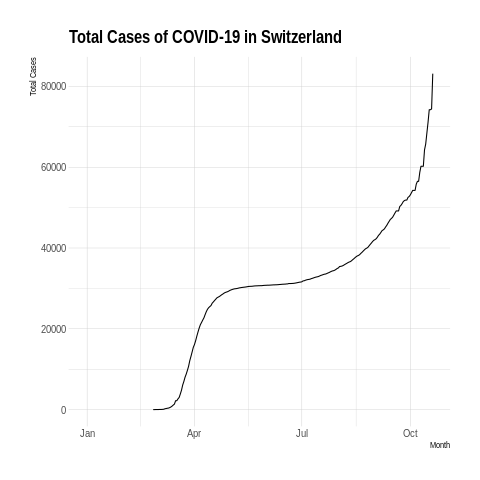 Total Cases of COVID-19 in Switzerland
Total Cases
80000
60000
40000
20000
0
Jan Apr Jul Oct
Month